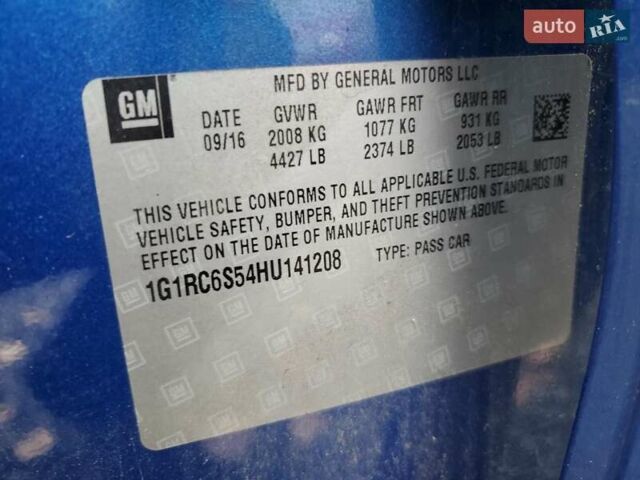 auto RIA .com
GM
MFD BY GENERAL MOTORS LLC
DATE GVWR GAWR FRT GAWR RR
09/16 2008 KG 1077 KG 931 KG
4427 LB 2374 LB 2053 LB
THIS VEHICLE CONFORMS TO ALL APPLICABLE U.S. FEDERAL MOTOR
VEHICLE SAFETY, BUMPER, AND THEFT PREVENTION STANDARDS IN
EFFECT ON THE DATE OF MANUFACTURE SHOWN ABOVE.
1G1RC6S54HU141208 TYPE: PASS CAR